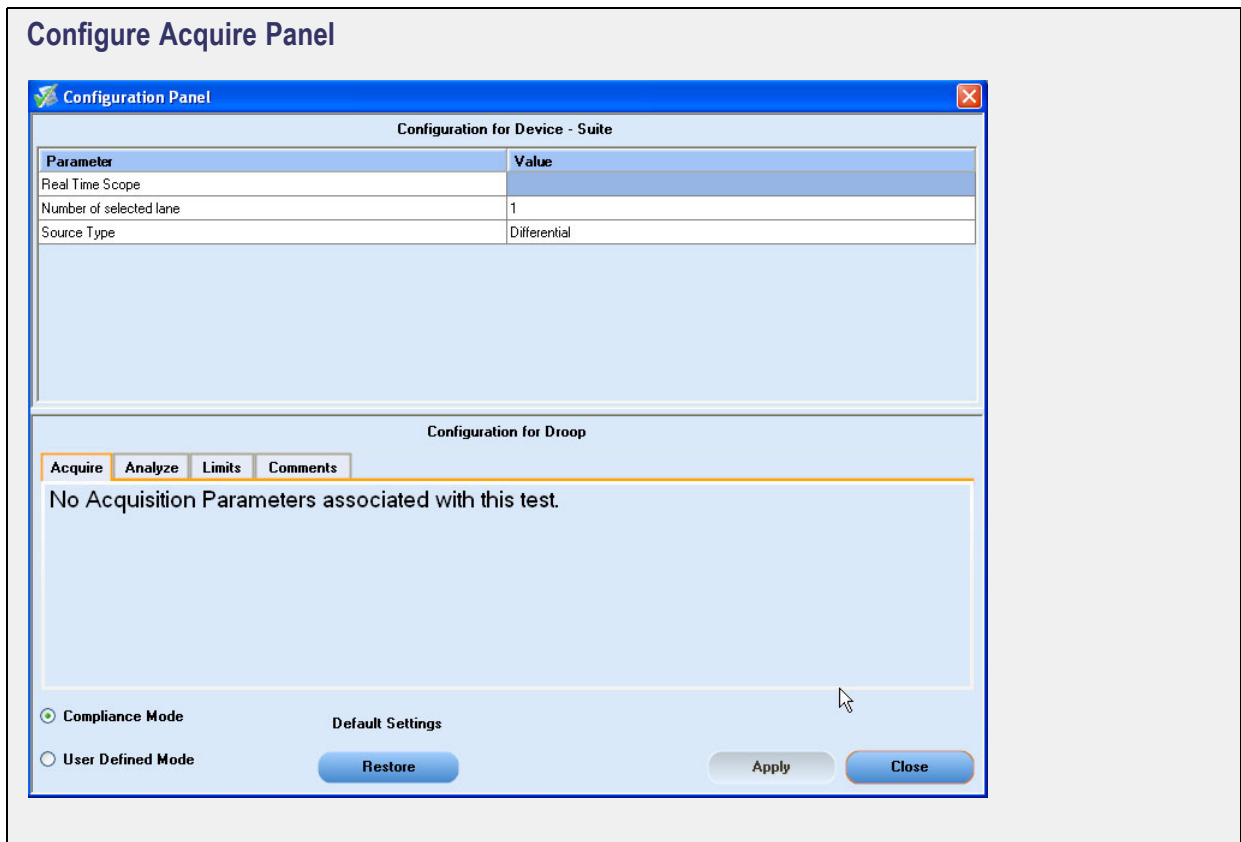 Configure Acquire Panel
Configuration Panel
Configuration for Device - Suite
Parameter Value
Real Time Scope
Number of selected lane 1
Source Type Differential
Configuration for Droop
Acquire Analyze Limits Comments
No Acquisition Parameters associated with this test.
Compliance Mode
Default Settings
User Defined Mode
Restore Apply Close